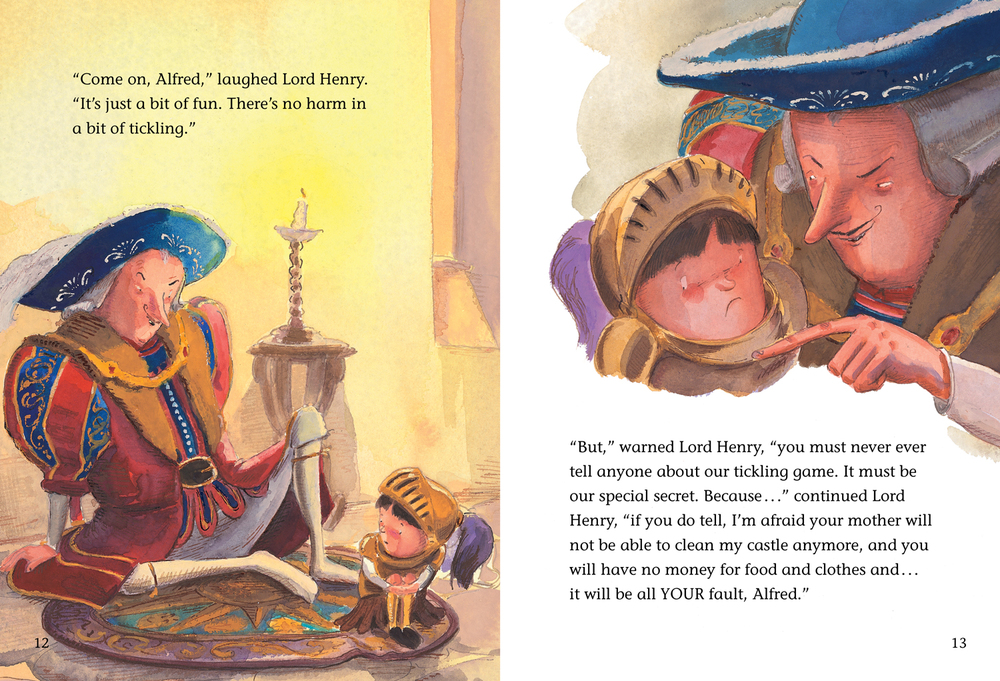 “Come on, Alfred,” laughed Lord Henry.
“It’s just a bit of fun. There’s no harm in
a bit of tickling.”
12
“But,” warned Lord Henry, “you must never ever
tell anyone about our tickling game. It must be
our special secret. Because...” continued Lord
Henry, “if you do tell, I’m afraid your mother will
not be able to clean my castle anymore, and you
will have no money for food and clothes and...
it will be all YOUR fault, Alfred.”
13